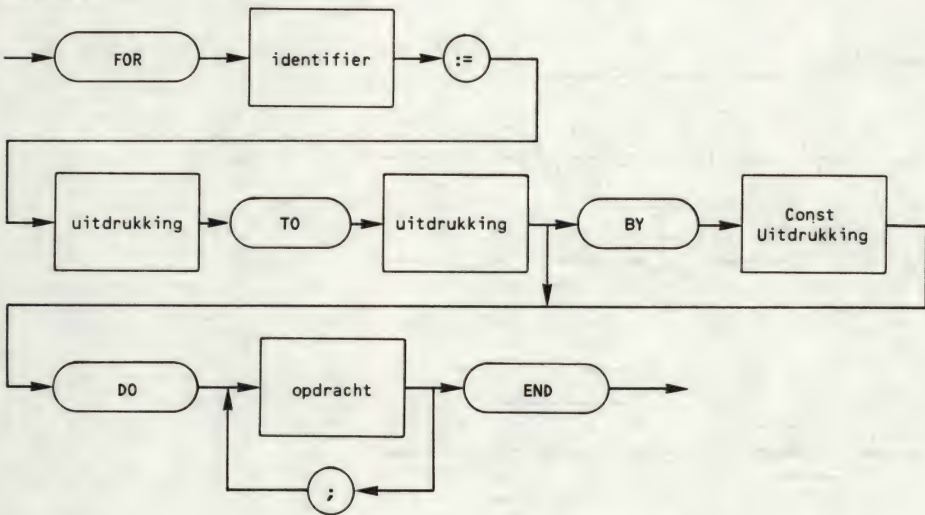 FOR identifier :=
uitdrukking TO uitdrukking BY Const
Uitdrukking
DO opdracht END
;